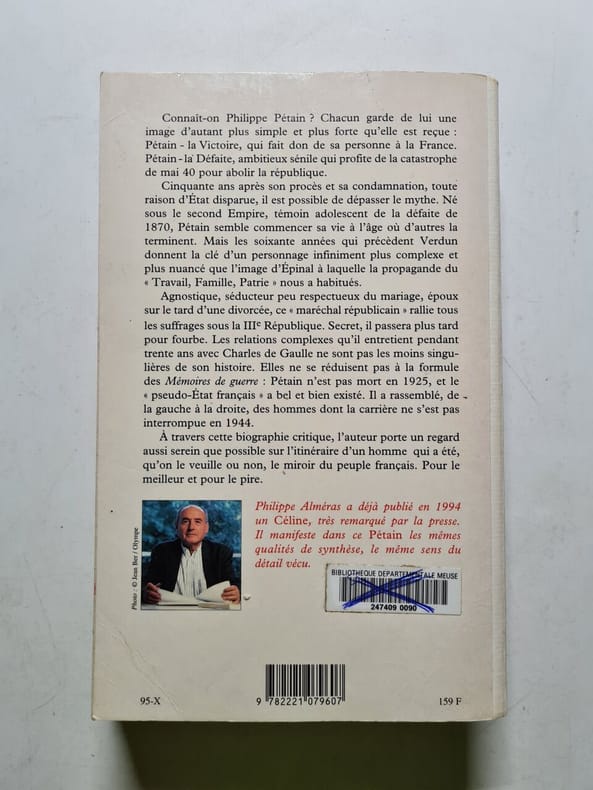 Connaît-on Philippe Pétain ? Chacun garde de lui une
image d'autant plus simple et plus forte qu'elle est reçue :
Pétain - la Victoire, qui fait don de sa personne à la France.
Pétain - la Défaite, ambitieux sénile qui profite de la catastrophe
de mai 40 pour abolir la république.
Cinquante ans après son procès et sa condamnation, toute
raison d'État disparue, il est possible de dépasser le mythe. Né
sous le second Empire, témoin adolescent de la défaite de
1870, Pétain semble commencer sa vie à l'âge où d'autres la
terminent. Mais les soixante années qui précèdent Verdun
donnent la clé d'un personnage infiniment plus complexe et
plus nuancé que l'image d'Épinal à laquelle la propagande du
« Travail, Famille, Patrie » nous a habitués.
Agnostique, séducteur peu respectueux du mariage, époux
sur le tard d'une divorcée, ce « maréchal républicain » rallie
tous les suffrages sous la IIIe République. Secret, il passera plus tard
pour fourbe. Les relations complexes qu'il entretient pendant
trente ans avec Charles de Gaulle ne sont pas les moins singu-
lières de son histoire. Elles ne se réduisent pas à la formule
des Mémoires de guerre : Pétain n'est pas mort en 1925, et le
« pseudo-État français » a bel et bien existé. Il a rassemblé, de
la gauche à la droite, des hommes dont la carrière ne s'est pas
interrompue en 1944.
À travers cette biographie critique, l'auteur porte un regard
aussi serein que possible sur l'itinéraire d'un homme qui a été,
qu'on le veuille ou non, le miroir du peuple français. Pour le
meilleur et pour le pire.
Photo : © Jean Ber / Olympe
Philippe Alméras a déjà publié en 1994
un Céline, très remarqué par la presse.
Il manifeste dans ce Pétain les mêmes
qualités de synthèse, le même sens du
détail vécu.
BIBLIOTHEQUE DEPARTEMENTALE MEUSE
247409 0090
95-X
9 782221 079607
159 F